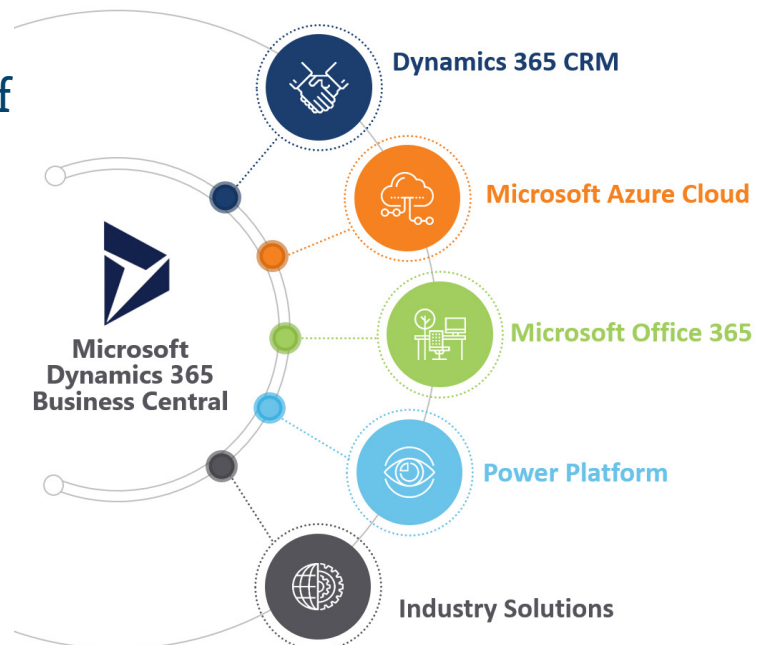 f
Dynamics 365 CRM
Microsoft Azure Cloud
Microsoft Office 365
Microsoft
Dynamics 365
Business Central
Power Platform
Industry Solutions